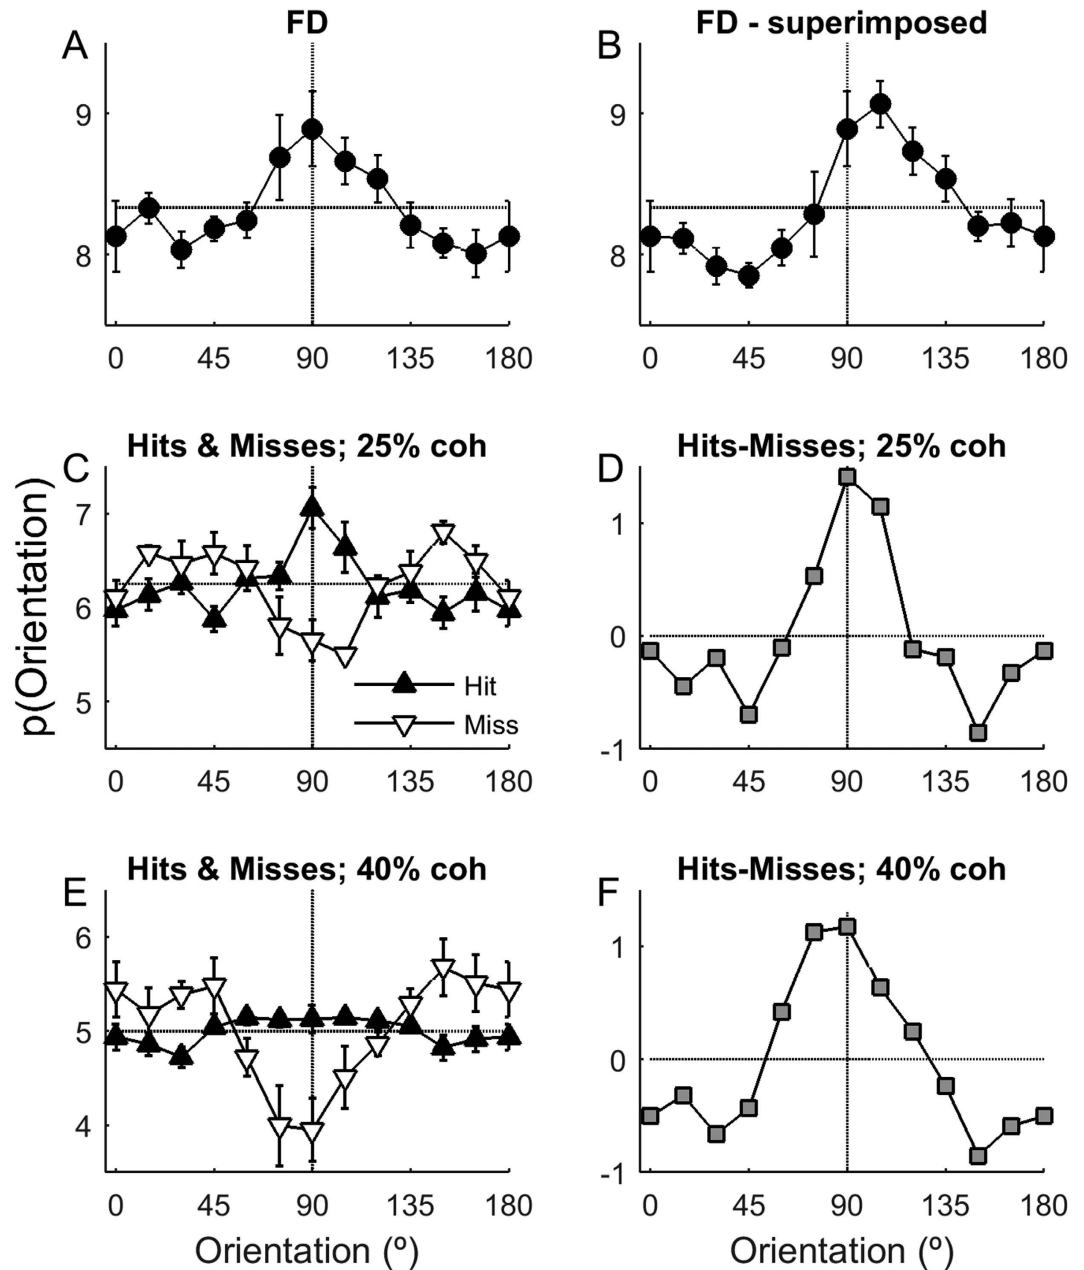 A
FD
9
8
0 45 90 135 180
B
FD - superimposed
9
8
0 45 90 135 180
p(Orientation)
C
Hits & Misses; 25% coh
7
6
5
Hit
Miss
0 45 90 135 180
D
Hits-Misses; 25% coh
1
0
-1
0 45 90 135 180
E
Hits & Misses; 40% coh
6
5
4
0 45 90 135 180
Orientation (º)
F
Hits-Misses; 40% coh
1
0
-1
0 45 90 135 180
Orientation (º)